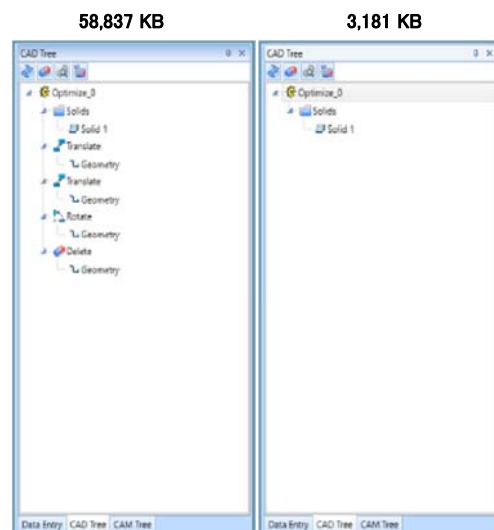 58,837 KB
3,181 KB
CAD Tree
Optimize_0
Solids
Solid 1
Translate
Geometry
Translate
Geometry
Rotate
Geometry
Delete
Geometry
Data Entry CAD Tree CAM Tree
CAD Tree
Optimize_0
Solids
Solid 1
Data Entry CAD Tree CAM Tree